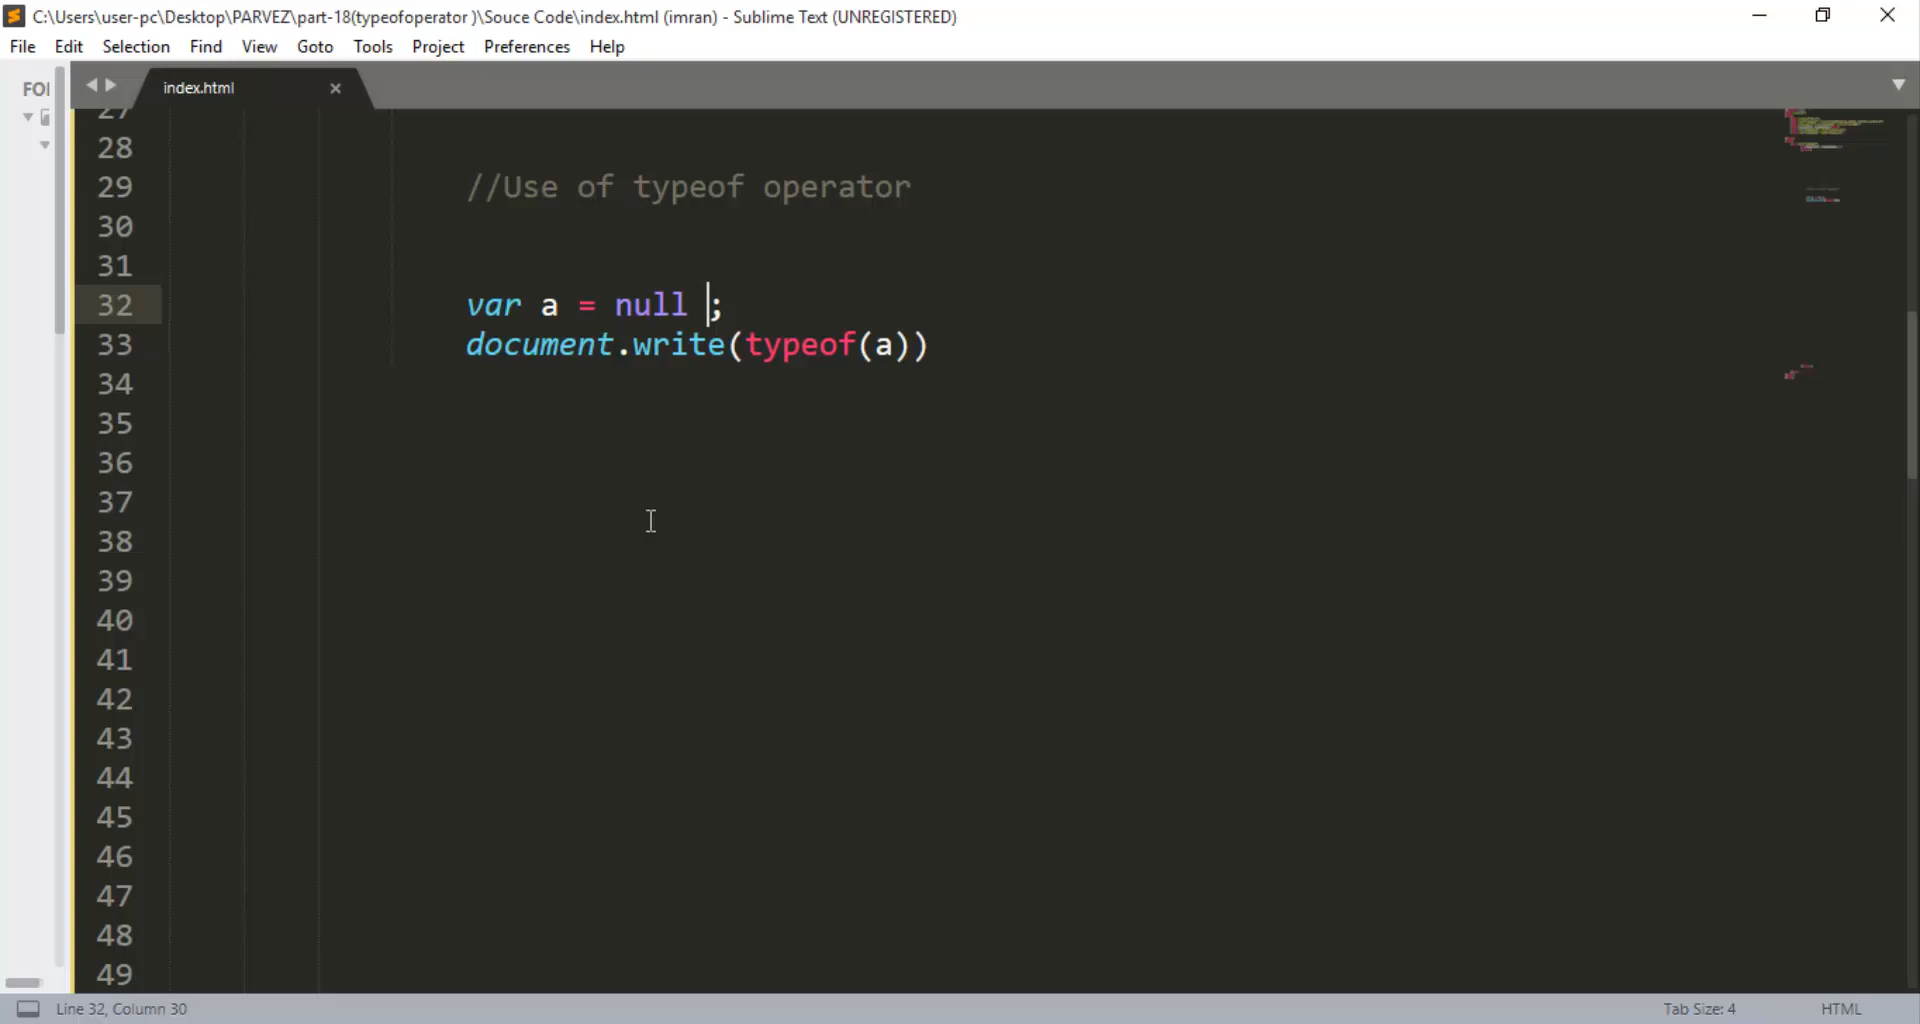 C:\Users\user-pc\Desktop\PARVEZ\part-18(typeofoperator )\Souce Code\index.html (imran) - Sublime Text (UNREGISTERED)
File Edit Selection Find View Goto Tools Project Preferences Help
FOI
index.html
27
28
29 //Use of typeof operator
30
31
32 var a = null ;
33 document.write(typeof(a))
34
35
36
37
38
39
40
41
42
43
44
45
46
47
48
49
Line 32, Column 30 Tab Size: 4 HTML